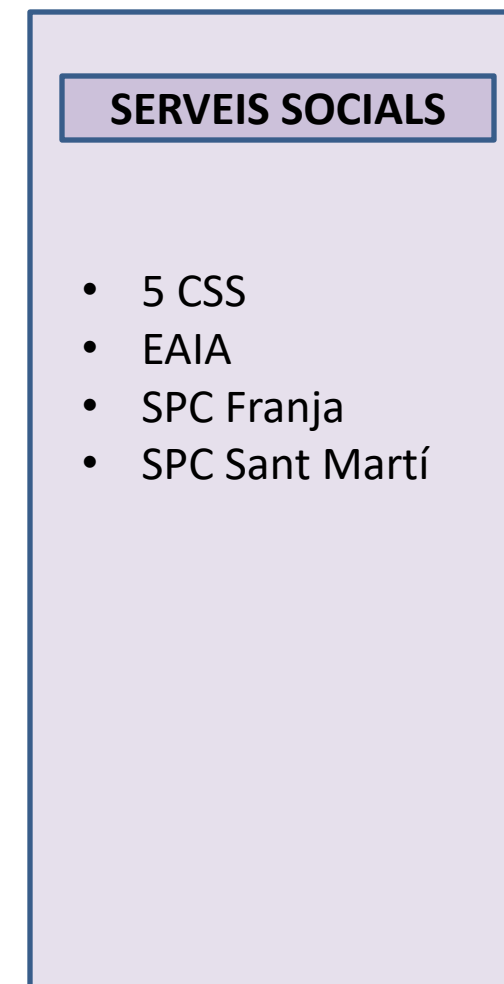 SERVEIS SOCIALS
• 5 CSS
• EAIA
• SPC Franja
• SPC Sant Martí